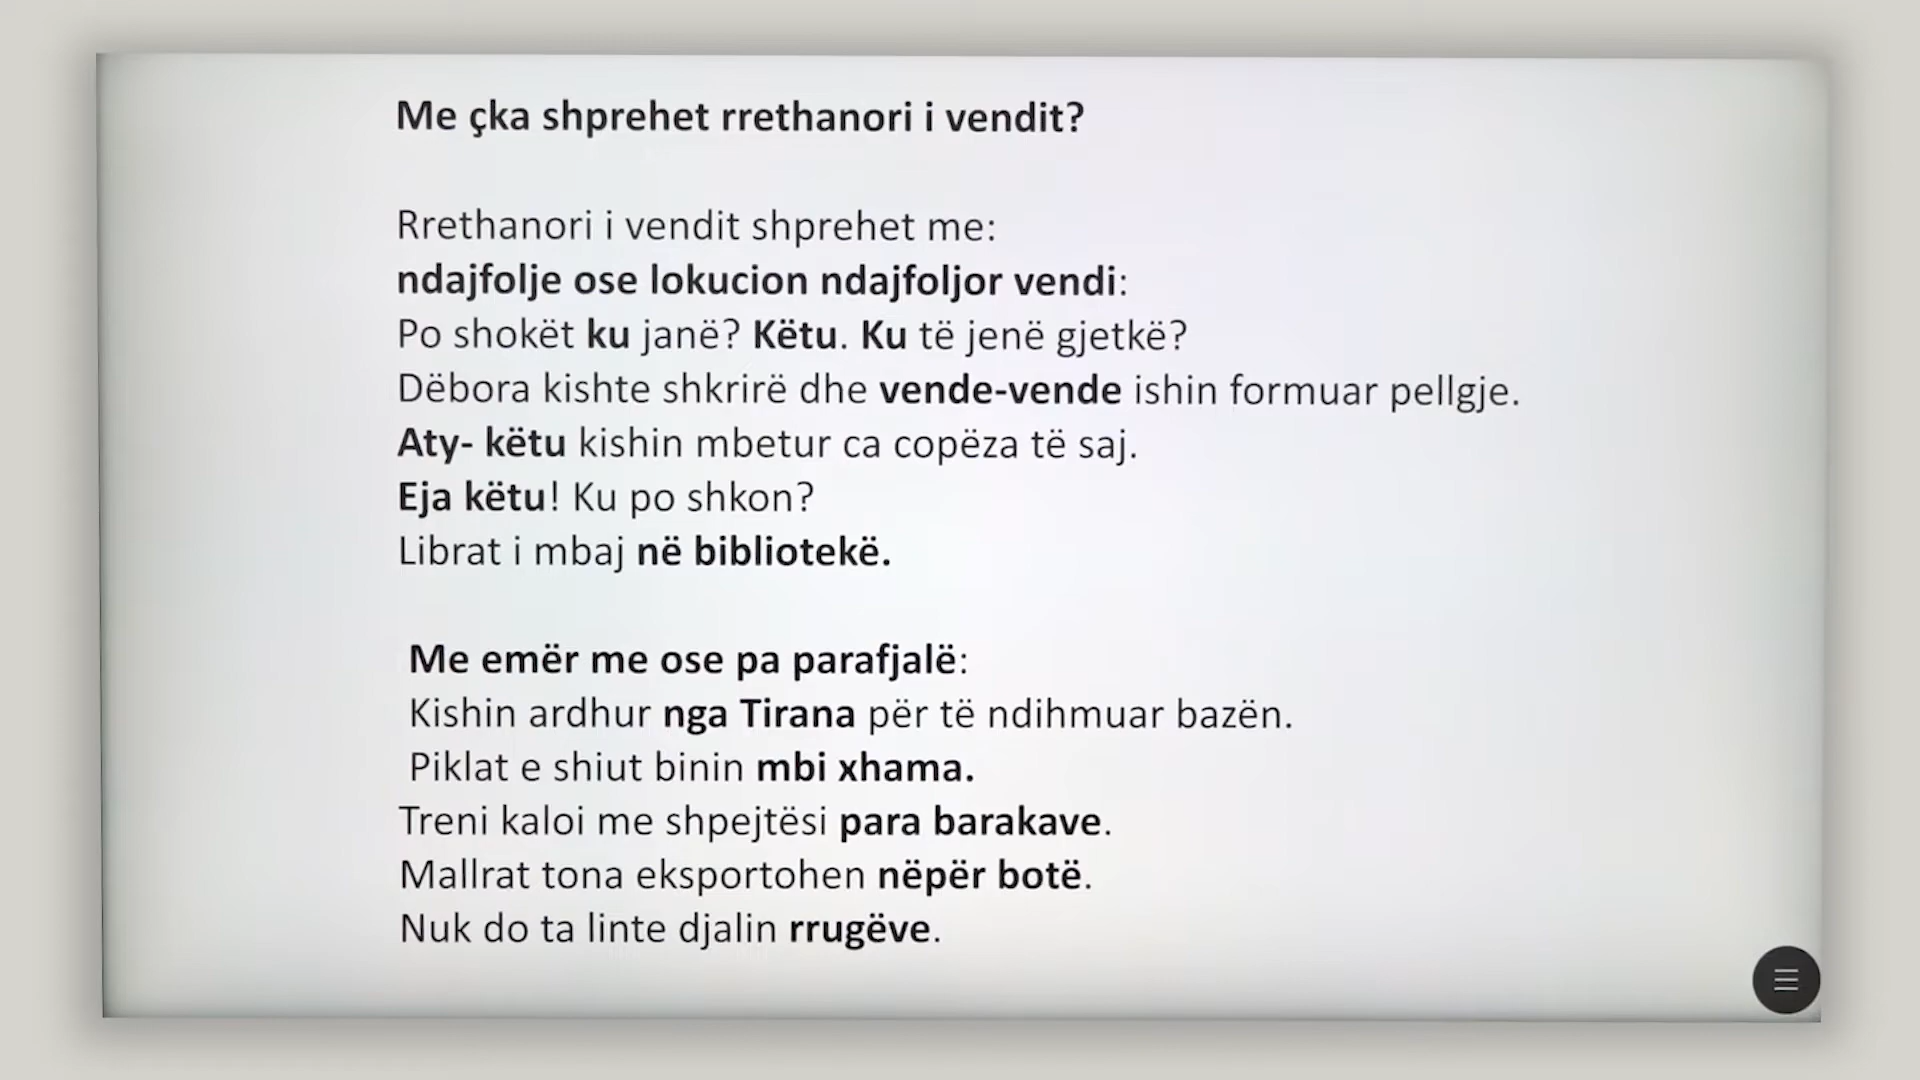 Me çka shprehet rrethanori i vendit?
Rrethanori i vendit shprehet me:
ndajfolje ose lokucion ndajfoljor vendi:
Po shokët ku janë? Këtu. Ku të jenë gjetkë?
Dëbora kishte shkrirë dhe vende-vende ishin formuar pellgje.
Aty- këtu kishin mbetur ca copëza të saj.
Eja këtu! Ku po shkon?
Librat i mbaj në bibliotekë.
Me emër me ose pa parafjalë:
Kishin ardhur nga Tirana për të ndihmuar bazën.
Piklat e shiut binin mbi xhama.
Treni kaloi me shpejtësi para barakave.
Mallrat tona eksportohen nëpër botë.
Nuk do ta linte djalin rrugëve.